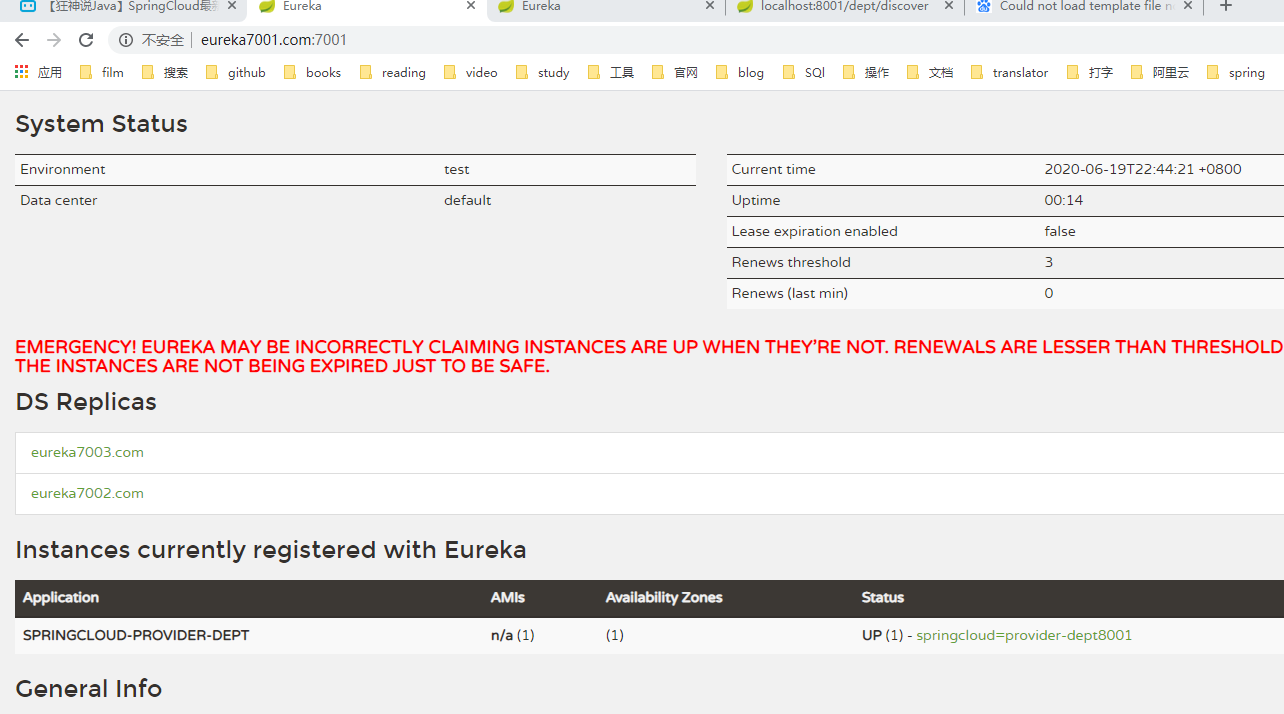 【狂神说Java】SpringCloud最 Eureka Eureka localhost:8001/dept/discover Could not load template file
不安全 eureka7001.com:7001
应用 film 搜索 github books reading video study 工具 官网 blog SQl 操作 文档 translator 打字 阿里云 spring
System Status
Environment test Current time 2020-06-19T22:44:21 +0800
Data center default Uptime 00:14
Lease expiration enabled false
Renews threshold 3
Renews (last min) 0
EMERGENCY! EUREKA MAY BE INCORRECTLY CLAIMING INSTANCES ARE UP WHEN THEY'RE NOT. RENEWALS ARE LESSER THAN THRESHOLD
THE INSTANCES ARE NOT BEING EXPIRED JUST TO BE SAFE.
DS Replicas
eureka7003.com
eureka7002.com
Instances currently registered with Eureka
Application AMIs Availability Zones Status
SPRINGCLOUD-PROVIDER-DEPT n/a (1) (1) UP (1) - springcloud=provider-dept8001
General Info